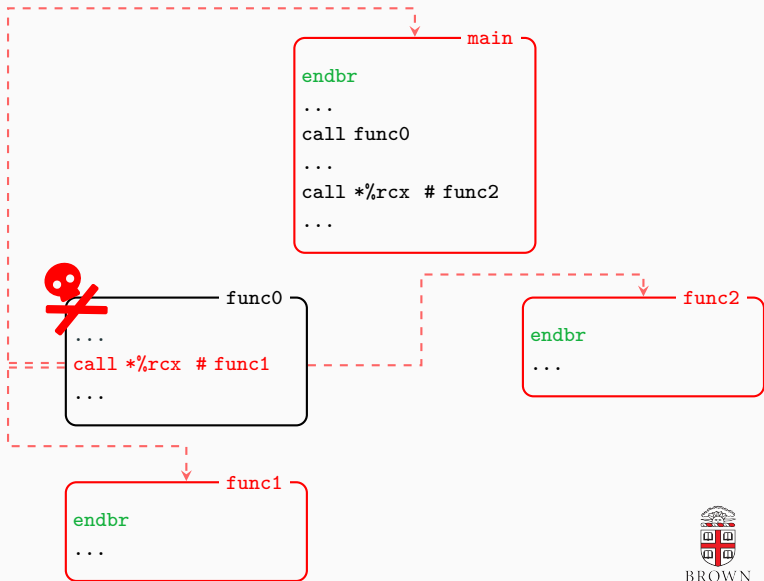 main
endbr
...
call func0
...
call *%rcx # func2
...
func0
...
call *%rcx # func1
...
func2
endbr
...
func1
endbr
...
BROWN